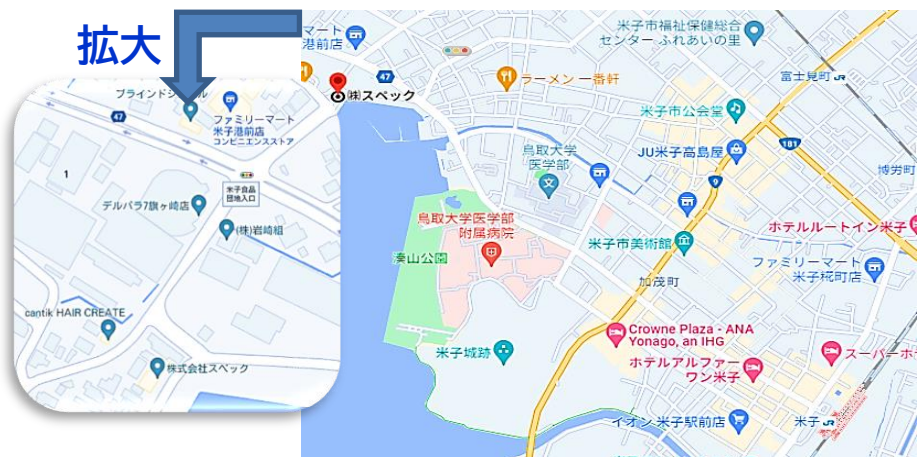 拡大
ブラインドシ
ル
47
ファミリーマート
米子港前店
コンビニエンスストア
1
米子食品
団地入口
デルパラ7旗ヶ崎店
(株)岩崎組
cantik HAIR CREATE
株式会社スペック
マート
港前店
47
㈱スペック
ラーメン一番軒
米子市福祉保健総合
センター ふれあいの里
富士見町
JR
米子市公会堂
181
鳥取大学
医学部
JU米子高島屋
9
博労町
鳥取大学医学部
附属病院
湊山公園
米子市美術館
ホテルルートイン米子
ファミリーマート
米子糀町店
加茂町
Crowne Plaza - ANA
Yonago, an IHG
米子城跡
ホテルアルファー
ワン米子
スーパーホ
イオン 米子駅前店
米子
JR